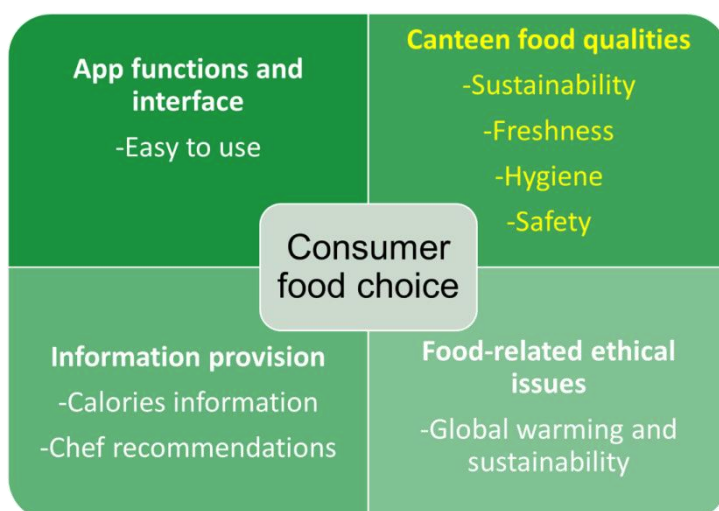 App functions and
interface
-Easy to use
Canteen food qualities
-Sustainability
-Freshness
-Hygiene
-Safety
Consumer
food choice
Information provision
-Calories information
-Chef recommendations
Food-related ethical
issues
-Global warming and
sustainability